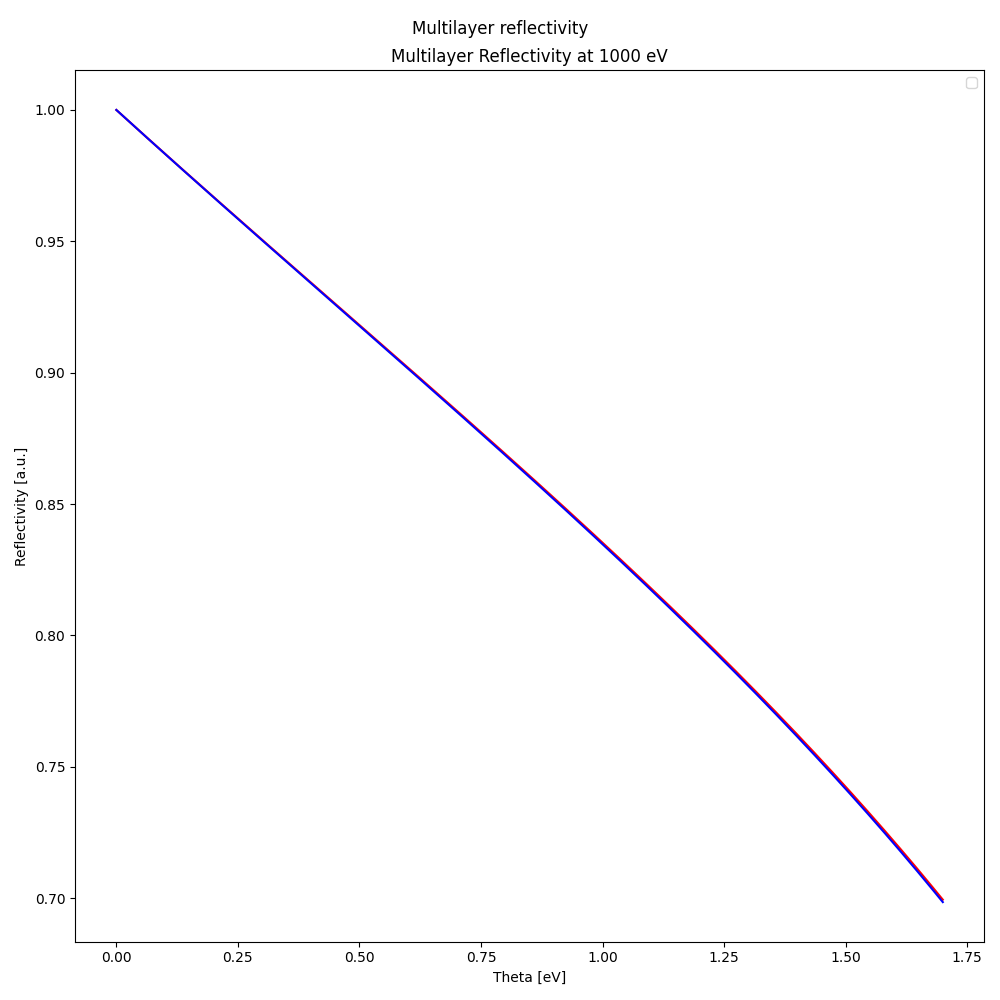 Multilayer reflectivity
Multilayer Reflectivity at 1000 eV
1.00
0.95
0.90
0.85
0.80
0.75
0.70
Reflectivity [a.u.]
0.00 0.25 0.50 0.75 1.00 1.25 1.50 1.75
Theta [eV]